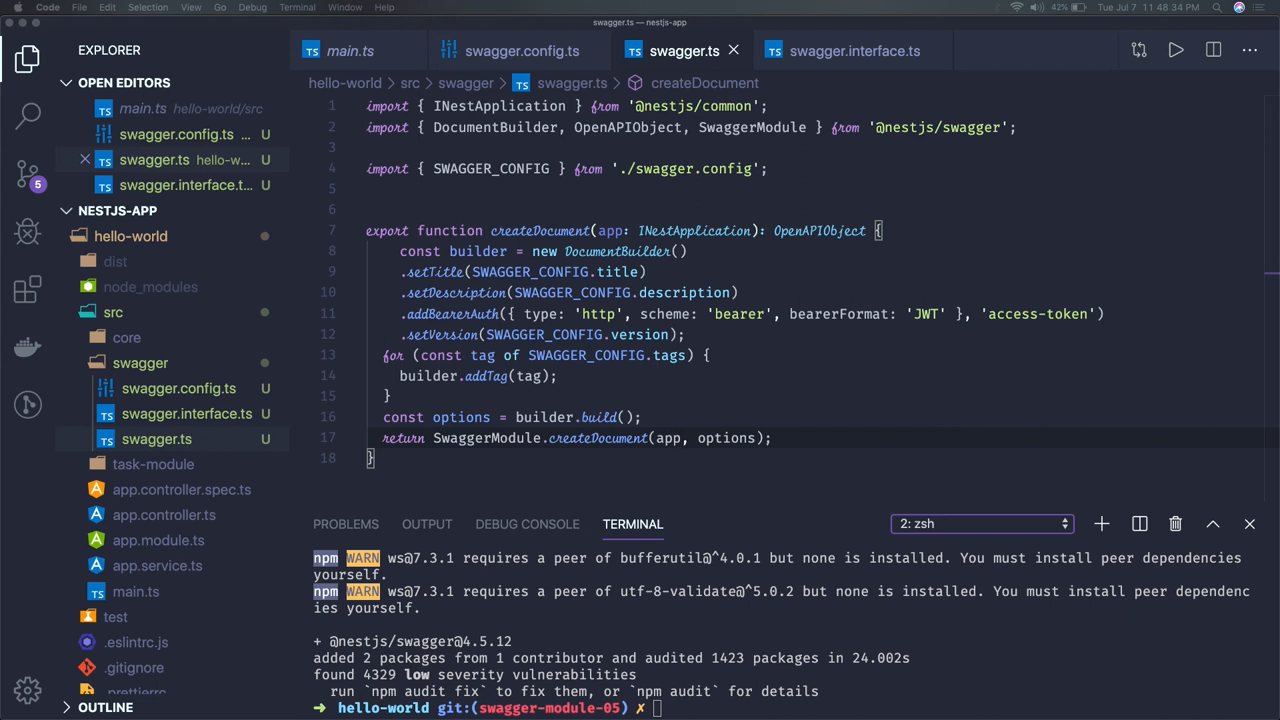 Code File Edit Selection View Go Debug Terminal Window Help 42% Tue Jul 7 11:48:34 PM
swagger.ts — nestjs-app
EXPLORER
OPEN EDITORS
main.ts hello-world/src
swagger.config.ts ... U
swagger.ts hello-w... U
swagger.interface.t... U
NESTJS-APP
hello-world
dist
node_modules
src
core
swagger
swagger.config.ts U
swagger.interface.ts U
swagger.ts U
task-module
app.controller.spec.ts
app.controller.ts
app.module.ts
app.service.ts
main.ts
test
.eslintrc.js
.gitignore
.prettierrc
OUTLINE
5
main.ts swagger.config.ts swagger.ts swagger.interface.ts
hello-world > src > swagger > swagger.ts > createDocument
1 import { INestApplication } from '@nestjs/common';
2 import { DocumentBuilder, OpenAPIObject, SwaggerModule } from '@nestjs/swagger';
3
4 import { SWAGGER_CONFIG } from './swagger.config';
5
6
7 export function createDocument(app: INestApplication): OpenAPIObject {
8 const builder = new DocumentBuilder()
9 .setTitle(SWAGGER_CONFIG.title)
10 .setDescription(SWAGGER_CONFIG.description)
11 .addBearerAuth({ type: 'http', scheme: 'bearer', bearerFormat: 'JWT' }, 'access-token')
12 .setVersion(SWAGGER_CONFIG.version);
13 for (const tag of SWAGGER_CONFIG.tags) {
14 builder.addTag(tag);
15 }
16 const options = builder.build();
17 return SwaggerModule.createDocument(app, options);
18 }
PROBLEMS OUTPUT DEBUG CONSOLE TERMINAL 2: zsh
npm WARN ws@7.3.1 requires a peer of bufferutil@^4.0.1 but none is installed. You must install peer dependencies
yourself.
npm WARN ws@7.3.1 requires a peer of utf-8-validate@^5.0.2 but none is installed. You must install peer dependenc
ies yourself.
+ @nestjs/swagger@4.5.12
added 2 packages from 1 contributor and audited 1423 packages in 24.002s
found 4329 low severity vulnerabilities
run `npm audit fix` to fix them, or `npm audit` for details
➜ hello-world git:(swagger-module-05) ✗